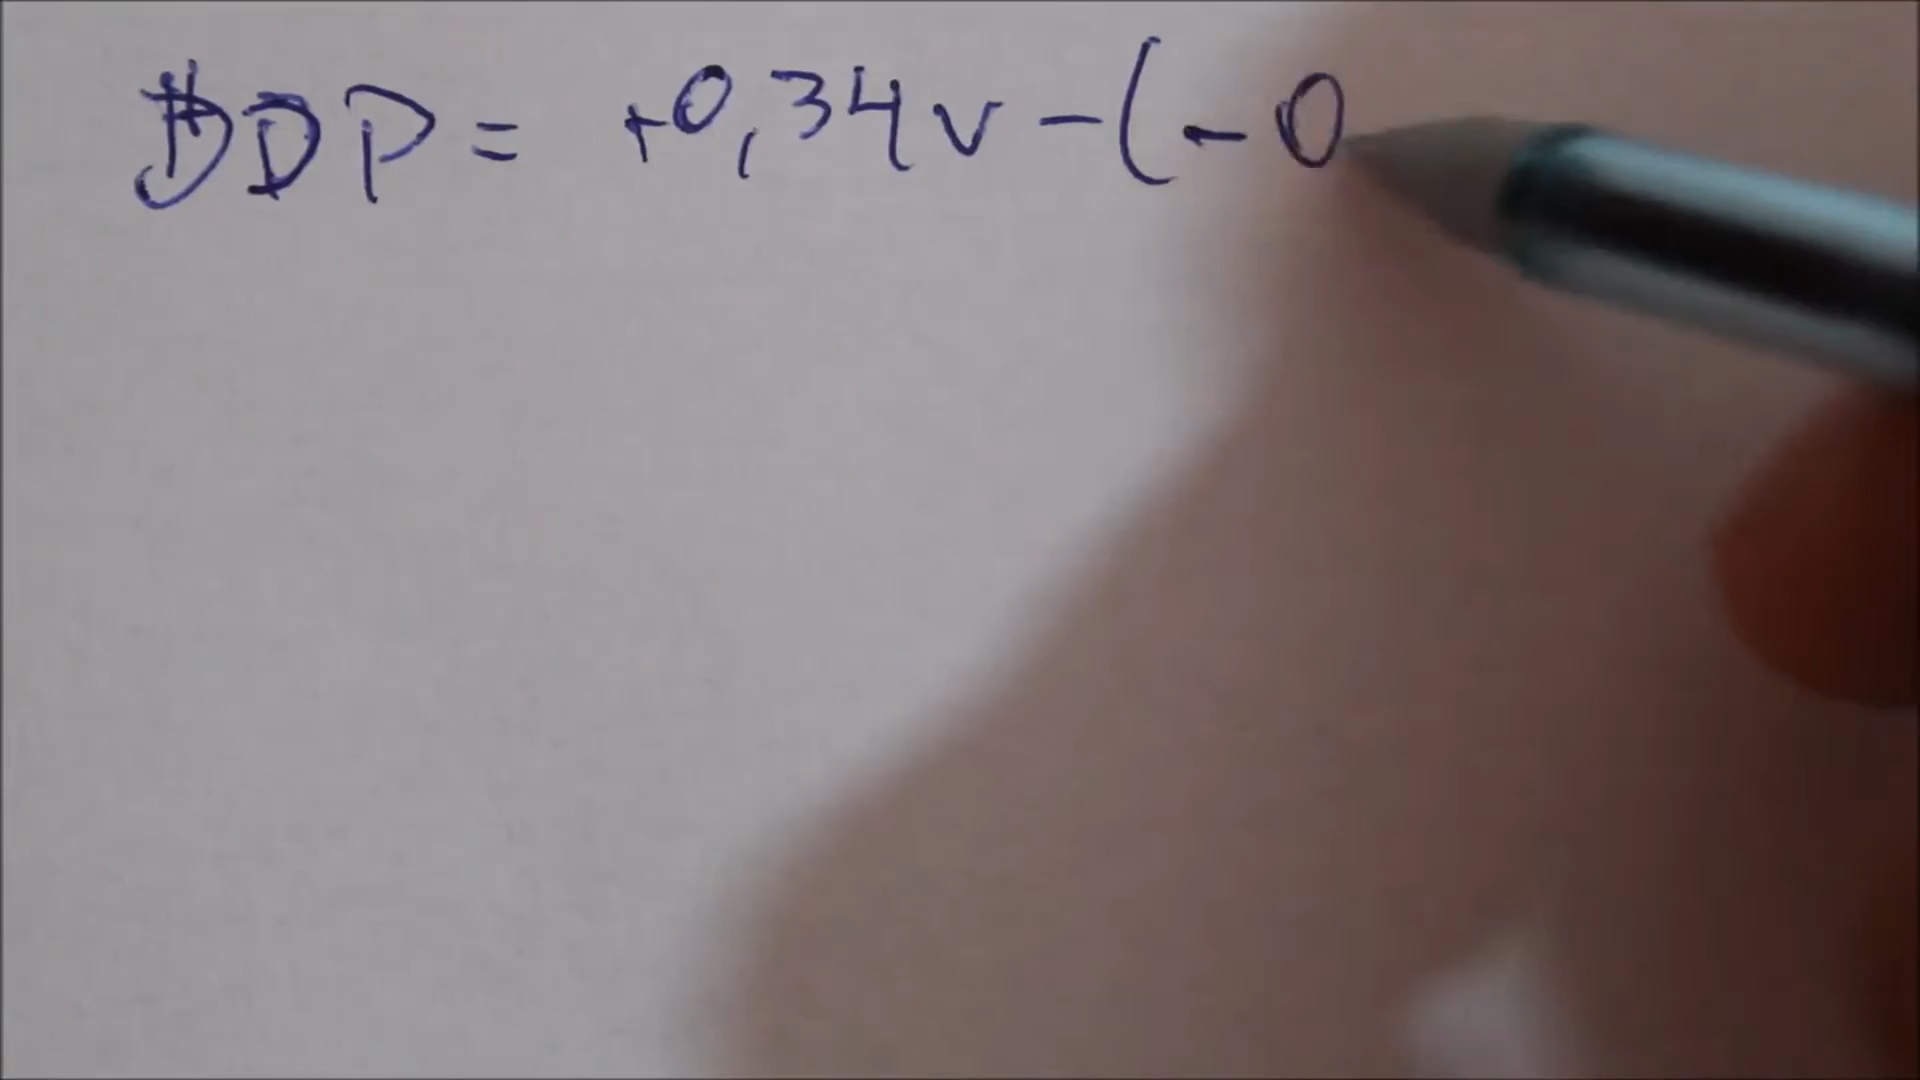 DDP = +0,34v - (- 0